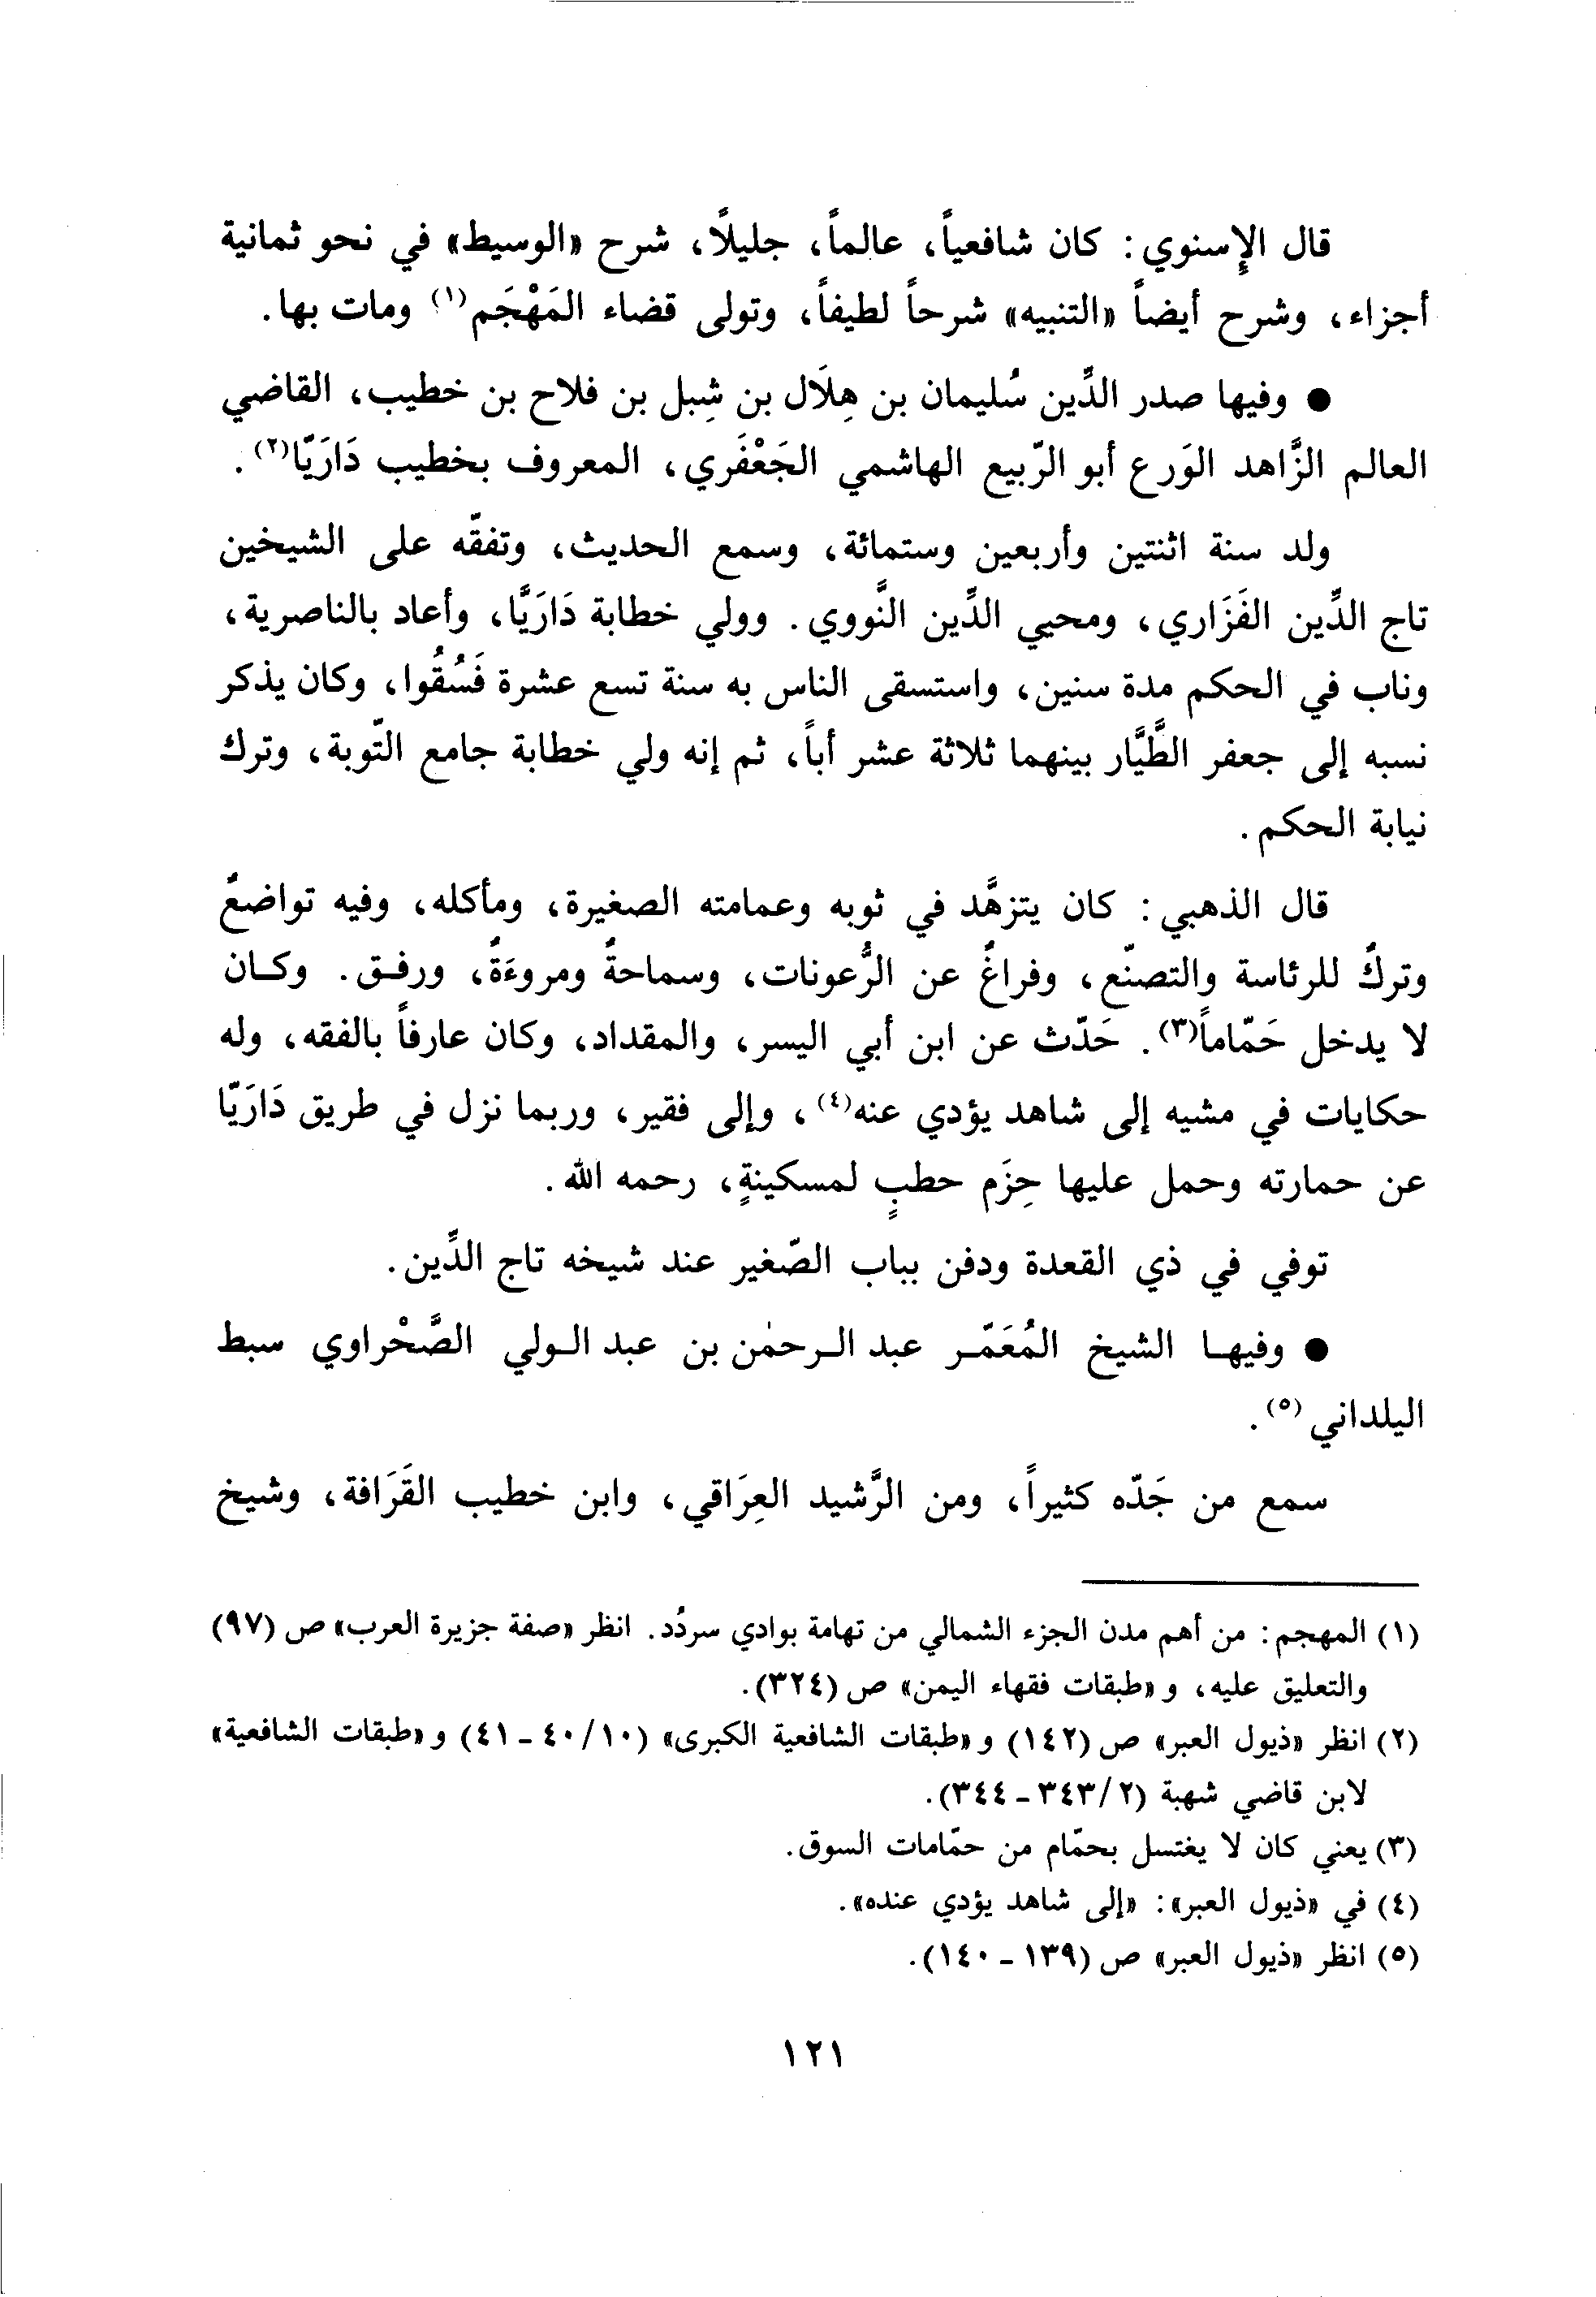 قال الإِسنوي: كان شافعياً، عالماً، جليلاً، شرح «الوسيط» في نحو ثمانية
أجزاء، وشرح أيضاً «التنبيه» شرحاً لطيفاً، وتولى قضاء المَهْجَم(١) ومات بها.
● وفيها صدر الدِّين سُليمان بن هِلَال بن شِبل بن فلاح بن خطيب، القاضي
العالم الزَّاهد الوَرع أبو الرّبيع الهاشمي الجَعْفَري، المعروف بخطيب دَارَيّا(٢).
ولد سنة اثنتين وأربعين وستمائة، وسمع الحديث، وتفقّه على الشيخين
تاج الدِّين الفَزَاري، ومحيي الدِّين النَّووي. وولي خطابة دَارَيَّا، وأعاد بالناصرية،
وناب في الحكم مدة سنين، واستسقى الناس به سنة تسع عشرة فَسُقُوا، وكان يذكر
نسبه إلى جعفر الطَّيَّار بينهما ثلاثة عشر أباً، ثم إنه ولي خطابة جامع التّوبة، وترك
نيابة الحكم.
قال الذهبي: كان يتزهَّد في ثوبه وعمامته الصغيرة، ومأكله، وفيه تواضعٌ
وتركٌ للرئاسة والتصنّع، وفراغٌ عن الرُّعونات، وسماحةٌ ومروءَةٌ، ورفـق. وكـان
لا يدخل حَمّاماً(٣). حَدّث عن ابن أبي اليسر، والمقداد، وكان عارفاً بالفقه، وله
حكايات في مشيه إلى شاهد يؤدي عنه(٤)، وإلى فقير، وربما نزل في طريق دَارَيّا
عن حمارته وحمل عليها حِزَم حطبٍ لمسكينةٍ، رحمه الله.
توفي في ذي القعدة ودفن بباب الصّغير عند شيخه تاج الدِّين.
● وفيهـا الشيخ المُعَمّـر عبد الـرحمٰن بن عبد الـولي الصَّحْراوي سبط
اليلداني(٥).
سمع من جَدّه كثيراً، ومن الرَّشيد العِرَاقي، وابن خطيب القَرَافة، وشيخ
(١) المهجم: من أهم مدن الجزء الشمالي من تهامة بوادي سردُد. انظر «صفة جزيرة العرب» ص (٩٧)
والتعليق عليه، و «طبقات فقهاء اليمن» ص (٣٢٤).
(٢) انظر «ذيول العبر» ص (١٤٢) و «طبقات الشافعية الكبرى» (١٠/ ٤٠ - ٤١) و «طبقات الشافعية»
لابن قاضي شهبة (٢/ ٣٤٣ - ٣٤٤).
(٣) يعني كان لا يغتسل بحمّام من حمّامات السوق.
(٤) في «ذيول العبر»: «إلى شاهد يؤدي عنده».
(٥) انظر «ذيول العبر» ص (١٣٩ - ١٤٠).
١٢١